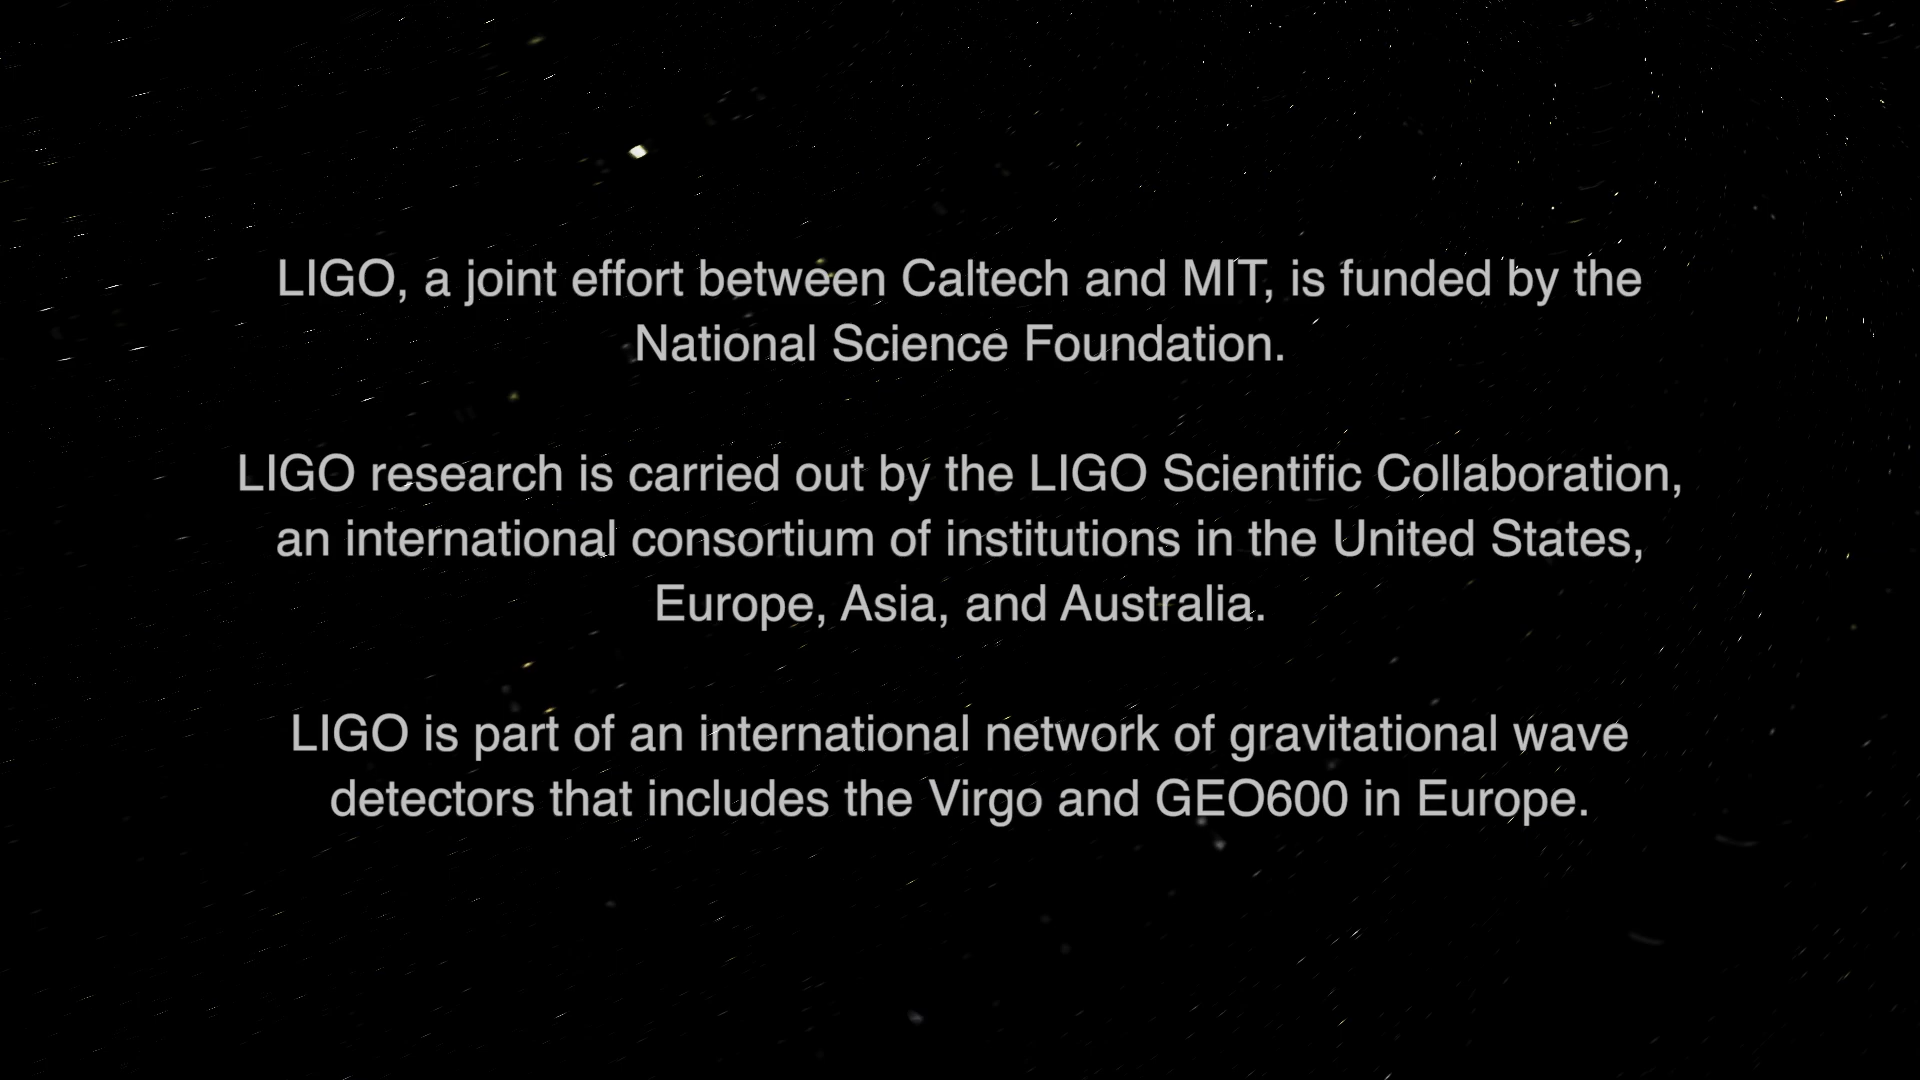 LIGO, a joint effort between Caltech and MIT, is funded by the
National Science Foundation.
LIGO research is carried out by the LIGO Scientific Collaboration,
an international consortium of institutions in the United States,
Europe, Asia, and Australia.
LIGO is part of an international network of gravitational wave
detectors that includes the Virgo and GEO600 in Europe.